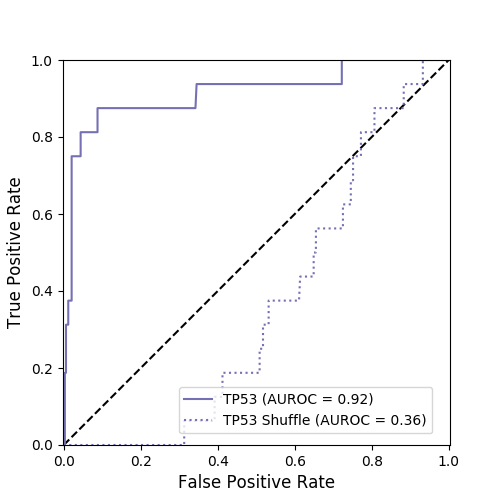 1.0
0.8
0.6
0.4
0.2
0.0
True Positive Rate
TP53 (AUROC = 0.92)
TP53 Shuffle (AUROC = 0.36)
0.0 0.2 0.4 0.6 0.8 1.0
False Positive Rate